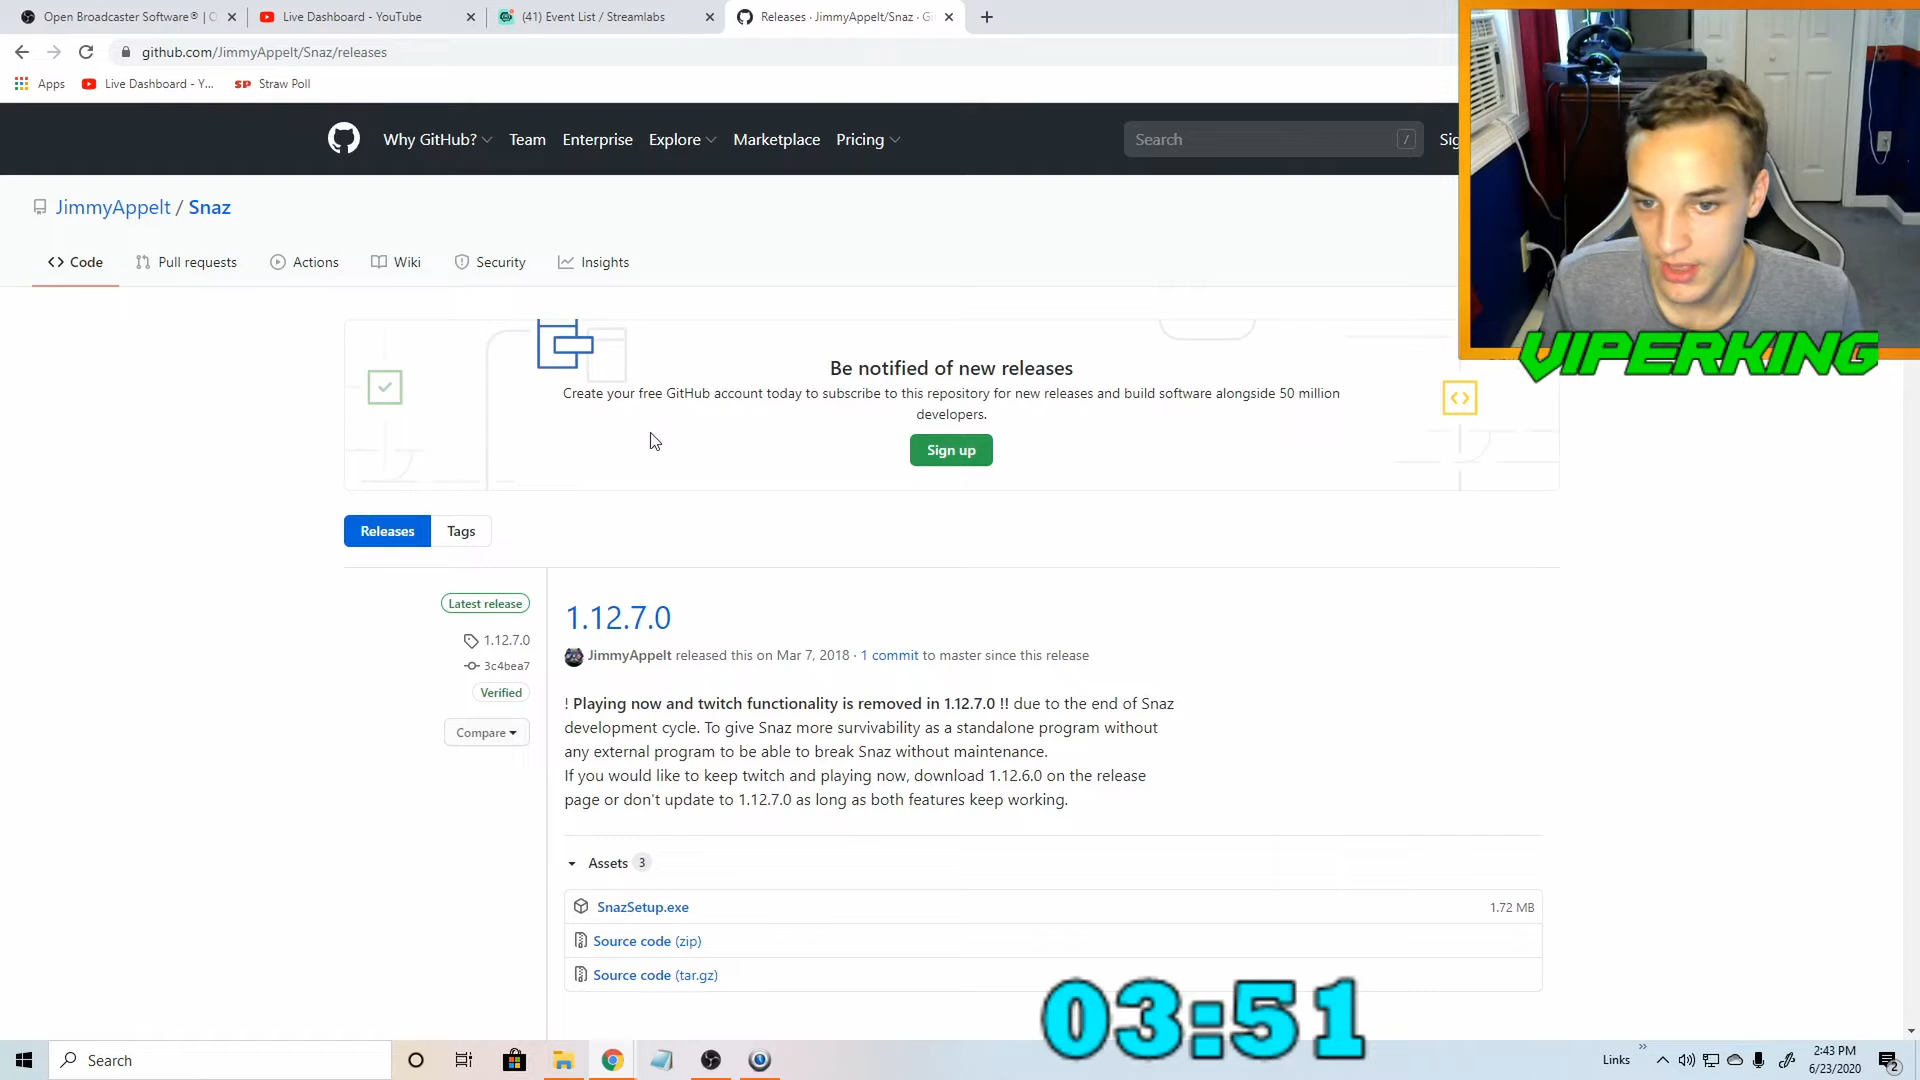 Open Broadcaster Software® | O
Live Dashboard - YouTube
(41) Event List / Streamlabs
Releases · JimmyAppelt/Snaz · Gi
github.com/JimmyAppelt/Snaz/releases
Apps
Live Dashboard - Y...
SP Straw Poll
Why GitHub? Team Enterprise Explore Marketplace Pricing
Search /
Sig
JimmyAppelt / Snaz
Code Pull requests Actions Wiki Security Insights
VIPERKING
Be notified of new releases
Create your free GitHub account today to subscribe to this repository for new releases and build software alongside 50 million
developers.
Sign up
Releases Tags
Latest release
1.12.7.0
3c4bea7
Verified
Compare
1.12.7.0
JimmyAppelt released this on Mar 7, 2018 · 1 commit to master since this release
! Playing now and twitch functionality is removed in 1.12.7.0 !! due to the end of Snaz
development cycle. To give Snaz more survivability as a standalone program without
any external program to be able to break Snaz without maintenance.
If you would like to keep twitch and playing now, download 1.12.6.0 on the release
page or don't update to 1.12.7.0 as long as both features keep working.
Assets 3
SnazSetup.exe 1.72 MB
Source code (zip)
Source code (tar.gz)
03:51
Search
Links
2:43 PM
6/23/2020
2